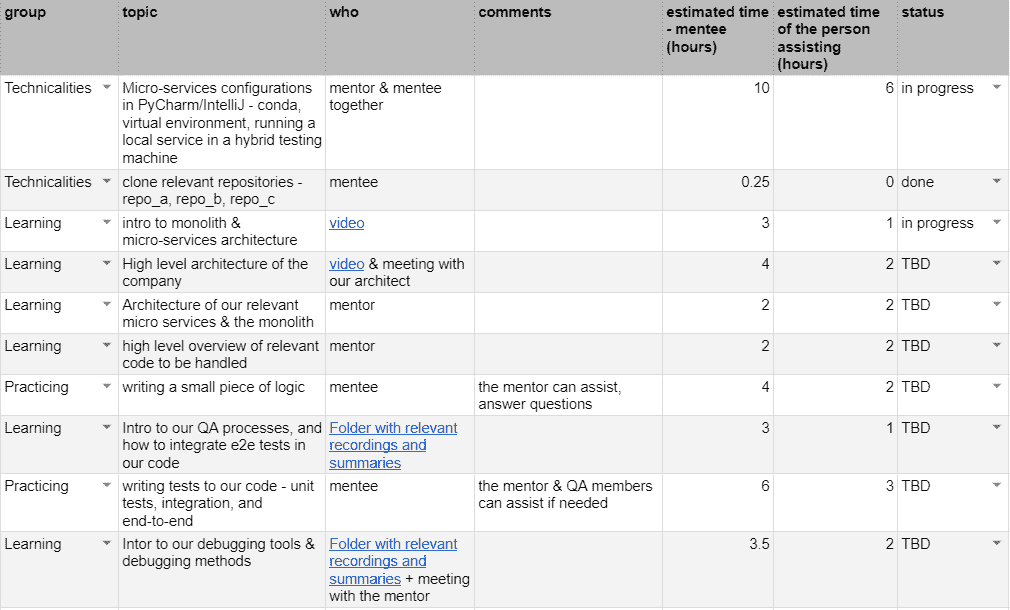 group topic who comments estimated time - mentee (hours) estimated time of the person assisting (hours) status
Technicalities Micro-services configurations in PyCharm/IntelliJ - conda, virtual environment, running a local service in a hybrid testing machine mentor & mentee together 10 6 in progress
Technicalities clone relevant repositories - repo_a, repo_b, repo_c mentee 0.25 0 done
Learning intro to monolith & micro-services architecture video 3 1 in progress
Learning High level architecture of the company video & meeting with our architect 4 2 TBD
Learning Architecture of our relevant micro services & the monolith mentor 2 2 TBD
Learning high level overview of relevant code to be handled mentor 2 2 TBD
Practicing writing a small piece of logic mentee the mentor can assist, answer questions 4 2 TBD
Learning Intro to our QA processes, and how to integrate e2e tests in our code Folder with relevant recordings and summaries 3 1 TBD
Practicing writing tests to our code - unit tests, integration, and end-to-end mentee the mentor & QA members can assist if needed 6 3 TBD
Learning Intor to our debugging tools & debugging methods Folder with relevant recordings and summaries + meeting with the mentor 3.5 2 TBD